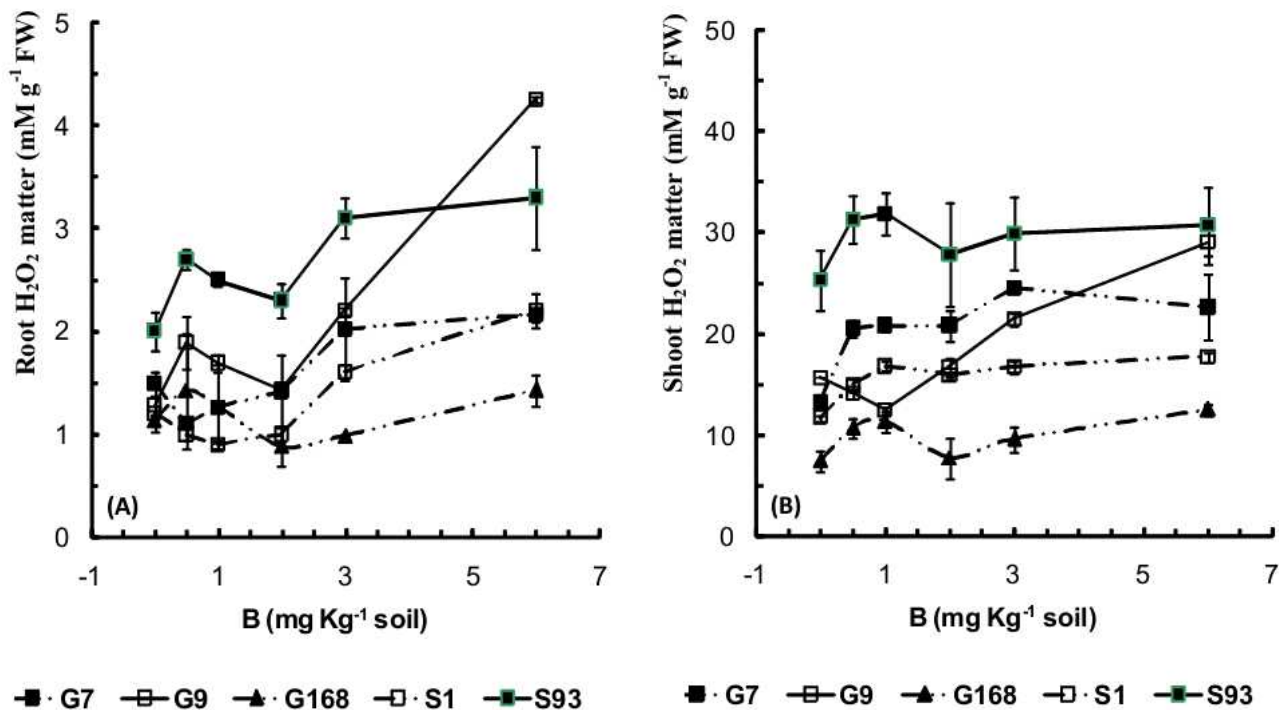 Root H₂O₂ matter (mM g⁻¹ FW)
5
4
3
2
1
0
(A)
-1 1 3 5 7
B (mg Kg⁻¹ soil)
G7 G9 G168 S1 S93
Shoot H₂O₂ matter (mM g⁻¹ FW)
50
40
30
20
10
0
(B)
-1 1 3 5 7
B (mg Kg⁻¹ soil)
G7 G9 G168 S1 S93